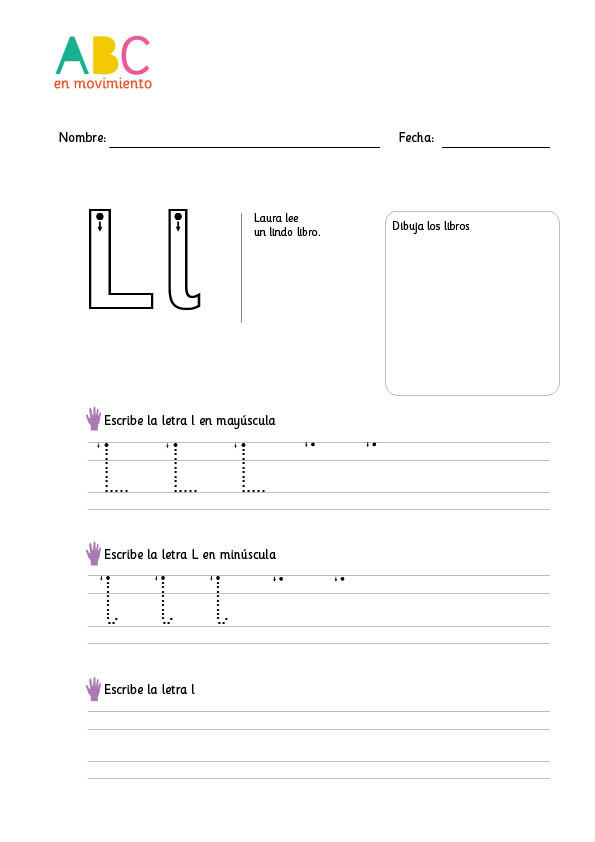 ABC
en movimiento
Nombre: Fecha:
L l
Laura lee
un lindo libro.
Dibuja los libros
Escribe la letra l en mayúscula
L L L
Escribe la letra L en minúscula
l l l
Escribe la letra l